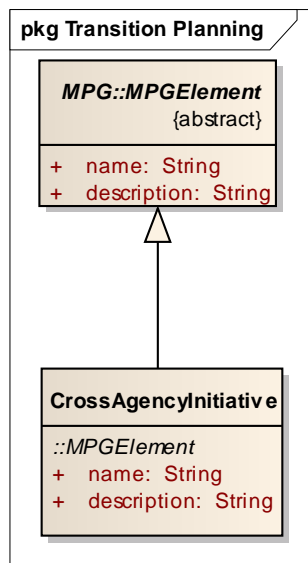 pkg Transition Planning
MPG::MPGElement
{abstract}
+ name: String
+ description: String
CrossAgencyInitiative
::MPGElement
+ name: String
+ description: String